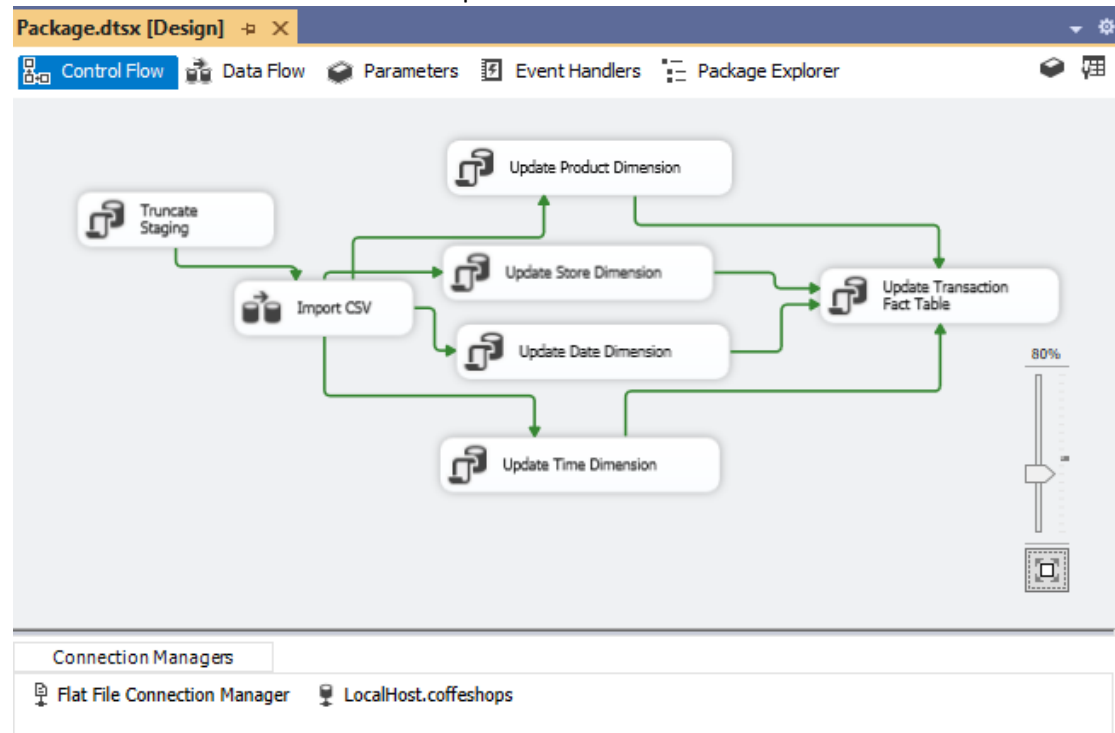 Package.dtsx [Design]
Control Flow Data Flow Parameters Event Handlers Package Explorer
Update Product Dimension
Truncate
Staging
Update Store Dimension
Import CSV
Update Transaction
Fact Table
Update Date Dimension
80%
Update Time Dimension
Connection Managers
Flat File Connection Manager LocalHost.coffeshops